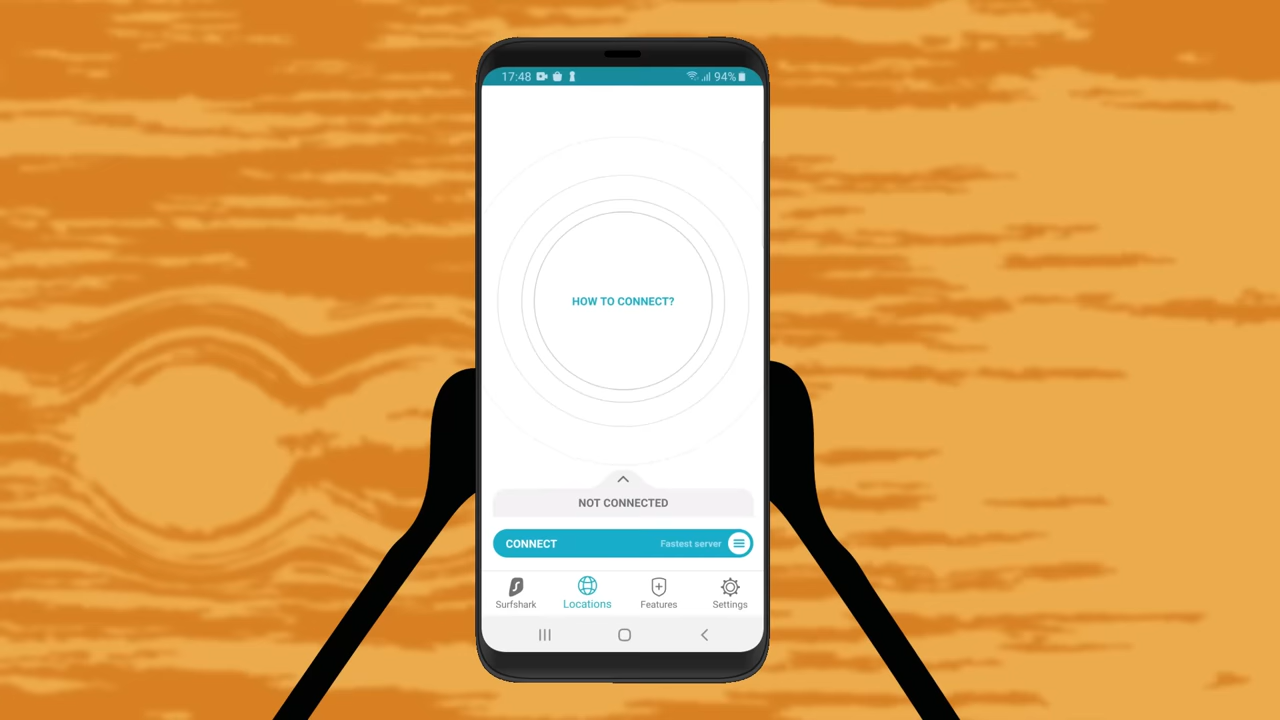 17:48 94%
HOW TO CONNECT?
NOT CONNECTED
CONNECT Fastest server
Surfshark Locations Features Settings